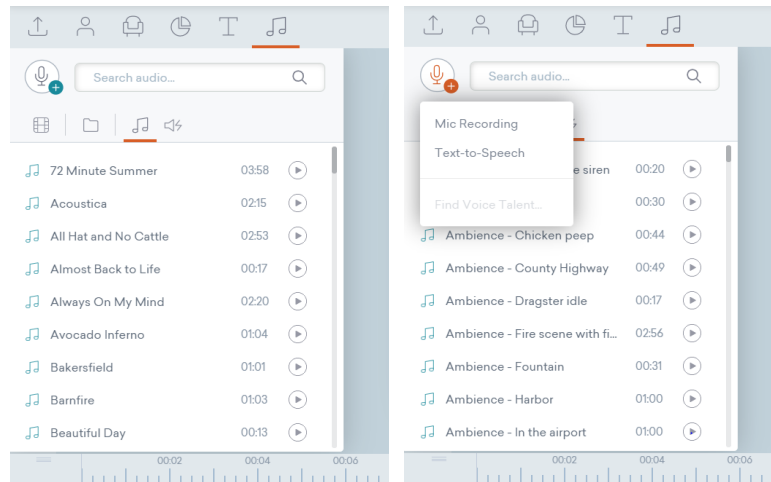 Search audio...
72 Minute Summer 03:58
Acoustica 02:15
All Hat and No Cattle 02:53
Almost Back to Life 00:17
Always On My Mind 02:20
Avocado Inferno 01:04
Bakersfield 01:01
Barnfire 01:03
Beautiful Day 00:13
00:02 00:04 00:06
Search audio...
Mic Recording
Text-to-Speech
Find Voice Talent...
e siren 00:20
00:30
Ambience - Chicken peep 00:44
Ambience - County Highway 00:49
Ambience - Dragster idle 00:17
Ambience - Fire scene with fi... 02:56
Ambience - Fountain 00:31
Ambience - Harbor 01:00
Ambience - In the airport 01:00
00:02 00:04 00:06